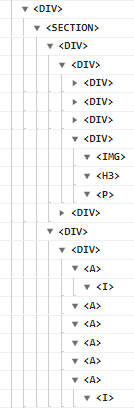 <DIV>
<SECTION>
<DIV>
<DIV>
<DIV>
<DIV>
<DIV>
<DIV>
<IMG>
<H3>
<P>
<DIV>
<DIV>
<DIV>
<A>
<I>
<A>
<A>
<A>
<A>
<A>
<I>